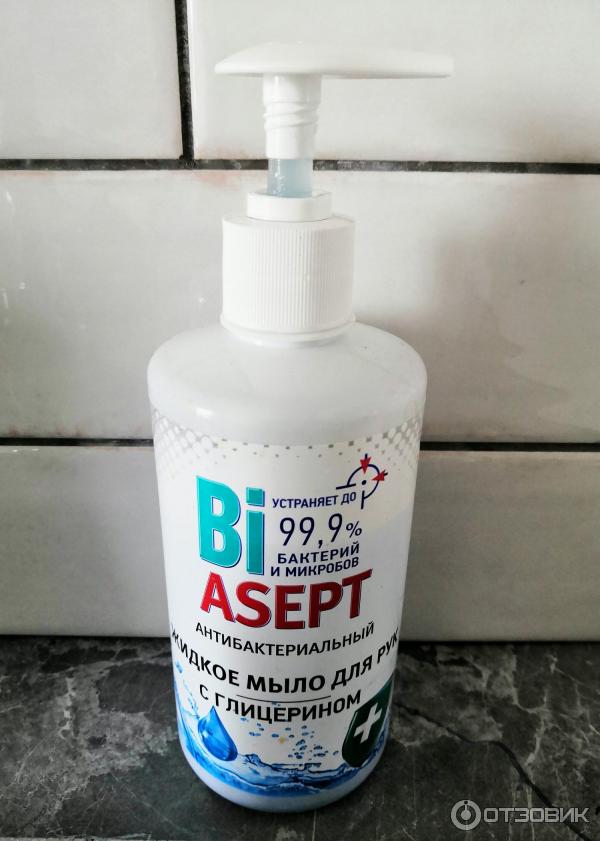 Bi
УСТРАНЯЕТ ДО
99,9%
БАКТЕРИЙ
И МИКРОБОВ
ASEPT
АНТИБАКТЕРИАЛЬНЫЙ
ЖИДКОЕ МЫЛО ДЛЯ РУК
С ГЛИЦЕРИНОМ
ОТЗОВИК